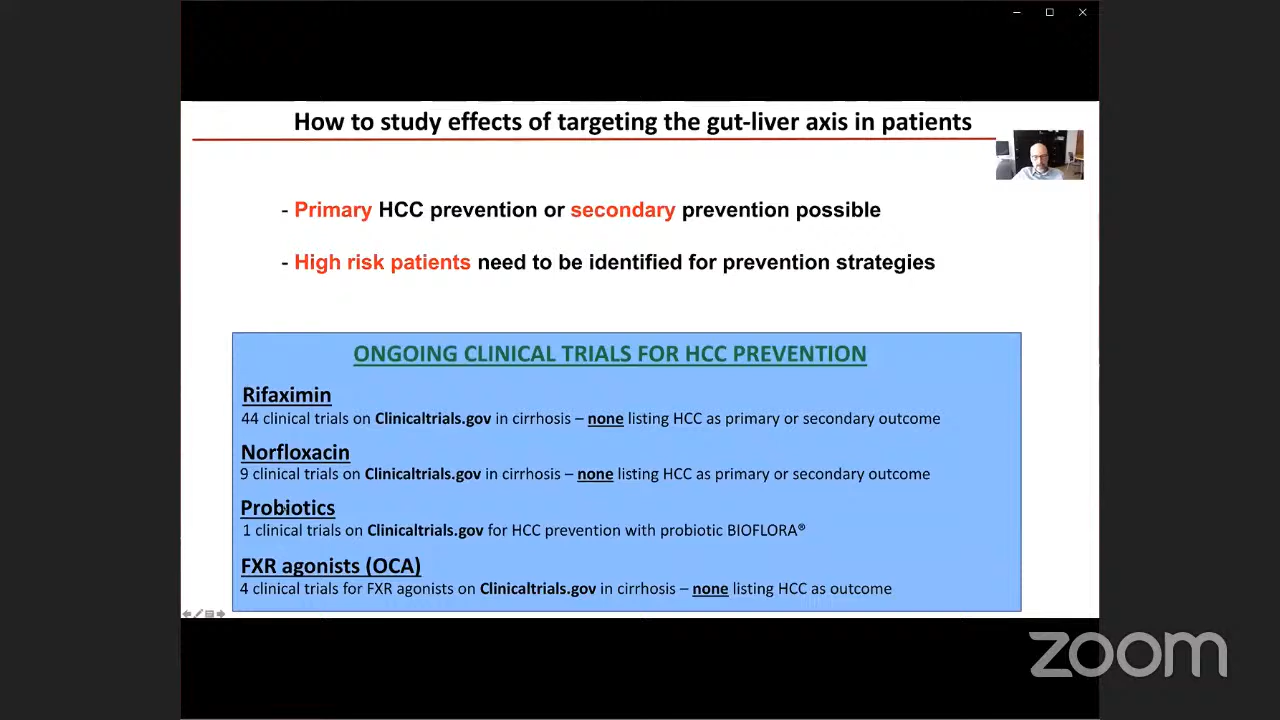 How to study effects of targeting the gut-liver axis in patients
- Primary HCC prevention or secondary prevention possible
- High risk patients need to be identified for prevention strategies
ONGOING CLINICAL TRIALS FOR HCC PREVENTION
Rifaximin
44 clinical trials on Clinicaltrials.gov in cirrhosis – none listing HCC as primary or secondary outcome
Norfloxacin
9 clinical trials on Clinicaltrials.gov in cirrhosis – none listing HCC as primary or secondary outcome
Probiotics
1 clinical trials on Clinicaltrials.gov for HCC prevention with probiotic BIOFLORA®
FXR agonists (OCA)
4 clinical trials for FXR agonists on Clinicaltrials.gov in cirrhosis – none listing HCC as outcome
zoom